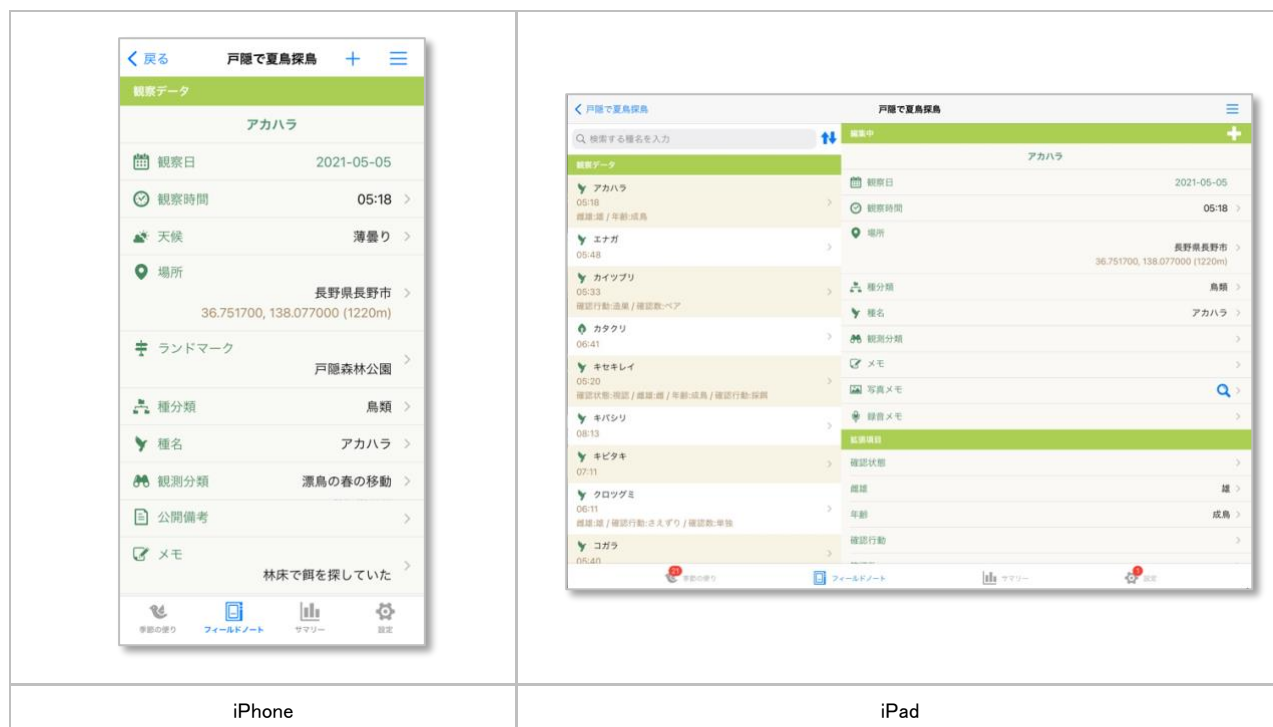 戻る 戸隠で夏鳥探鳥
観察データ
アカハラ
観察日 2021-05-05
観察時間 05:18
天候 薄曇り
場所
長野県長野市
36.751700, 138.077000 (1220m)
ランドマーク
戸隠森林公園
種分類 鳥類
種名 アカハラ
観測分類 漂鳥の春の移動
公開備考
メモ
林床で餌を探していた
季節の便り フィールドノート サマリー 設定
iPhone
戸隠で夏鳥探鳥 戸隠で夏鳥探鳥
検索する種名を入力
観察データ
アカハラ
05:18
雌雄:雄 / 年齢:成鳥
エナガ
05:48
カイツブリ
05:33
確認行動:造巣 / 確認数:ペア
カタクリ
06:41
キセキレイ
05:20
確認状態:視認 / 雌雄:雌 / 年齢:成鳥 / 確認行動:採餌
キバシリ
08:13
キビタキ
07:11
クロツグミ
06:11
雌雄:雄 / 確認行動:さえずり / 確認数:単独
コガラ
05:40
編集中
アカハラ
観察日 2021-05-05
観察時間 05:18
場所
長野県長野市
36.751700, 138.077000 (1220m)
種分類 鳥類
種名 アカハラ
観測分類
メモ
写真メモ
録音メモ
拡張項目
確認状態
雌雄 雄
年齢 成鳥
確認行動
21 季節の便り フィールドノート サマリー 設定
iPad